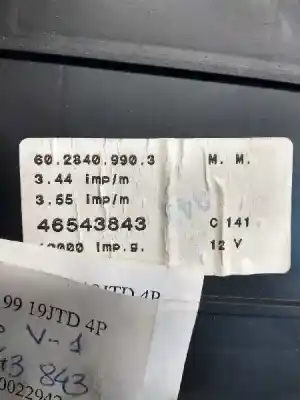 60.2840.990.3 M. M.
3.44 imp/m
3.55 imp/m
46543843 C 141
imp.g. 12 V
99 19JTD 4P
V-1
843